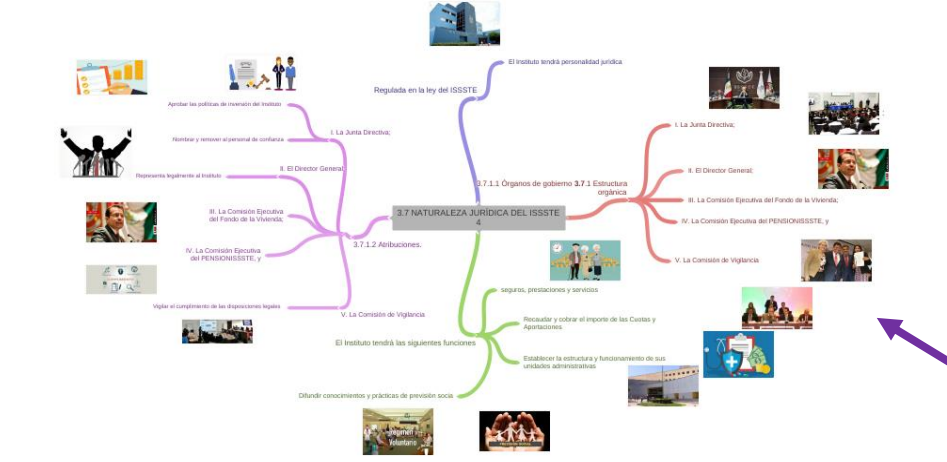 El Instituto tendrá personalidad jurídica
Regulada en la ley del ISSSTE
Aprobar las políticas de inversión del Instituto
I. La Junta Directiva;
Nombrar y remover al personal de confianza
II. El Director General;
Representa legalmente al Instituto
III. La Comisión Ejecutiva
del Fondo de la Vivienda;
IV. La Comisión Ejecutiva
del PENSIONISSSTE, y
3.7.1.2 Atribuciones.
Vigilar el cumplimiento de las disposiciones legales
V. La Comisión de Vigilancia
3.7 NATURALEZA JURÍDICA DEL ISSSTE
4
3.7.1.1 Órganos de gobierno 3.7.1 Estructura
orgánica
I. La Junta Directiva;
II. El Director General;
III. La Comisión Ejecutiva del Fondo de la Vivienda;
IV. La Comisión Ejecutiva del PENSIONISSSTE, y
V. La Comisión de Vigilancia
seguros, prestaciones y servicios
Recaudar y cobrar el importe de las Cuotas y
Aportaciones
El Instituto tendrá las siguientes funciones
Establecer la estructura y funcionamiento de sus
unidades administrativas
Difundir conocimientos y prácticas de previsión socia
Régimen
Voluntario